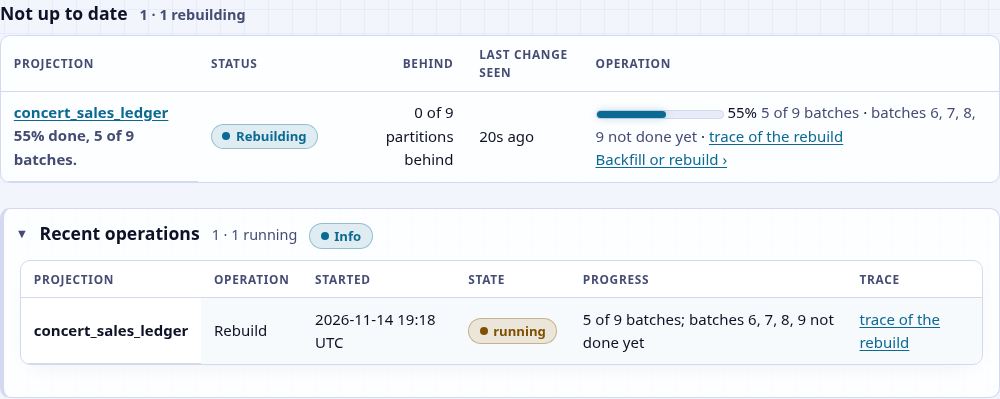 Not up to date 1 · 1 rebuilding
PROJECTION STATUS BEHIND LAST CHANGE SEEN OPERATION
concert_sales_ledger
55% done, 5 of 9
batches.
Rebuilding
0 of 9
partitions
behind
20s ago
55% 5 of 9 batches · batches 6, 7, 8,
9 not done yet · trace of the rebuild
Backfill or rebuild ›
▼ Recent operations 1 · 1 running Info
PROJECTION OPERATION STARTED STATE PROGRESS TRACE
concert_sales_ledger
Rebuild
2026-11-14 19:18
UTC
running
5 of 9 batches; batches 6, 7, 8, 9 not
done yet
trace of the
rebuild